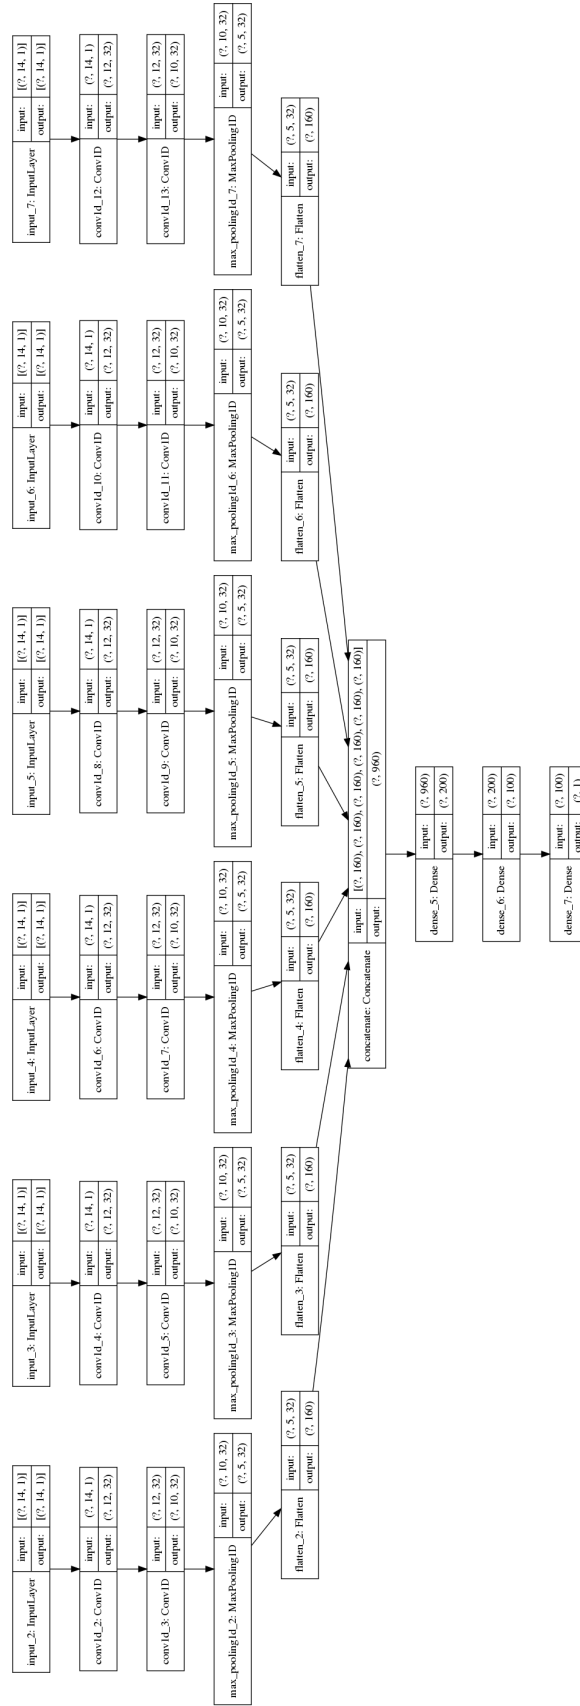 input_2: InputLayer
input: [(?, 14, 1)]
output: [(?, 14, 1)]
input_3: InputLayer
input: [(?, 14, 1)]
output: [(?, 14, 1)]
input_4: InputLayer
input: [(?, 14, 1)]
output: [(?, 14, 1)]
input_5: InputLayer
input: [(?, 14, 1)]
output: [(?, 14, 1)]
input_6: InputLayer
input: [(?, 14, 1)]
output: [(?, 14, 1)]
input_7: InputLayer
input: [(?, 14, 1)]
output: [(?, 14, 1)]
conv1d_2: Conv1D
input: (?, 14, 1)
output: (?, 12, 32)
conv1d_4: Conv1D
input: (?, 14, 1)
output: (?, 12, 32)
conv1d_6: Conv1D
input: (?, 14, 1)
output: (?, 12, 32)
conv1d_8: Conv1D
input: (?, 14, 1)
output: (?, 12, 32)
conv1d_10: Conv1D
input: (?, 14, 1)
output: (?, 12, 32)
conv1d_12: Conv1D
input: (?, 14, 1)
output: (?, 12, 32)
conv1d_3: Conv1D
input: (?, 12, 32)
output: (?, 10, 32)
conv1d_5: Conv1D
input: (?, 12, 32)
output: (?, 10, 32)
conv1d_7: Conv1D
input: (?, 12, 32)
output: (?, 10, 32)
conv1d_9: Conv1D
input: (?, 12, 32)
output: (?, 10, 32)
conv1d_11: Conv1D
input: (?, 12, 32)
output: (?, 10, 32)
conv1d_13: Conv1D
input: (?, 12, 32)
output: (?, 10, 32)
max_pooling1d_2: MaxPooling1D
input: (?, 10, 32)
output: (?, 5, 32)
max_pooling1d_3: MaxPooling1D
input: (?, 10, 32)
output: (?, 5, 32)
max_pooling1d_4: MaxPooling1D
input: (?, 10, 32)
output: (?, 5, 32)
max_pooling1d_5: MaxPooling1D
input: (?, 10, 32)
output: (?, 5, 32)
max_pooling1d_6: MaxPooling1D
input: (?, 10, 32)
output: (?, 5, 32)
max_pooling1d_7: MaxPooling1D
input: (?, 10, 32)
output: (?, 5, 32)
flatten_2: Flatten
input: (?, 5, 32)
output: (?, 160)
flatten_3: Flatten
input: (?, 5, 32)
output: (?, 160)
flatten_4: Flatten
input: (?, 5, 32)
output: (?, 160)
flatten_5: Flatten
input: (?, 5, 32)
output: (?, 160)
flatten_6: Flatten
input: (?, 5, 32)
output: (?, 160)
flatten_7: Flatten
input: (?, 5, 32)
output: (?, 160)
concatenate: Concatenate
input: [(?, 160), (?, 160), (?, 160), (?, 160), (?, 160), (?, 160)]
output: (?, 960)
dense_5: Dense
input: (?, 960)
output: (?, 200)
dense_6: Dense
input: (?, 200)
output: (?, 100)
dense_7: Dense
input: (?, 100)
output: (?, 1)